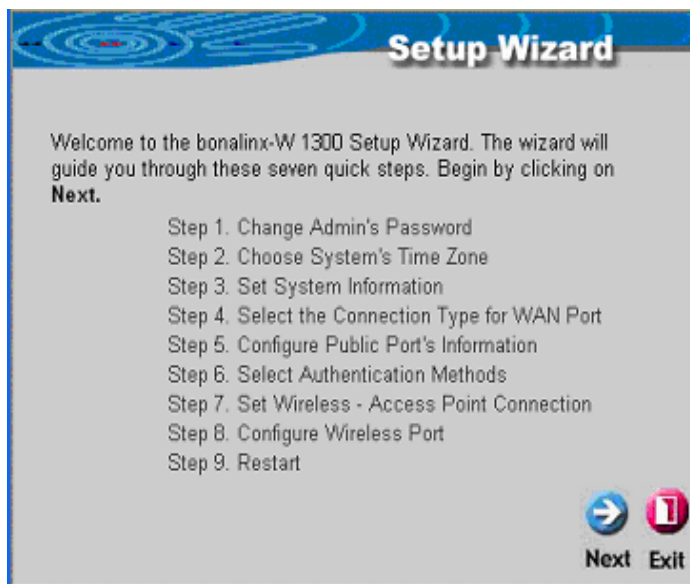 Setup Wizard
Welcome to the bonalinx-W 1300 Setup Wizard. The wizard will
guide you through these seven quick steps. Begin by clicking on
Next.
Step 1. Change Admin's Password
Step 2. Choose System's Time Zone
Step 3. Set System Information
Step 4. Select the Connection Type for WAN Port
Step 5. Configure Public Port's Information
Step 6. Select Authentication Methods
Step 7. Set Wireless - Access Point Connection
Step 8. Configure Wireless Port
Step 9. Restart
Next Exit